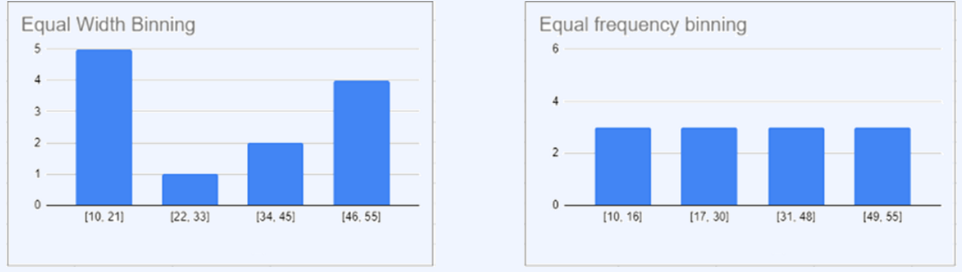 Equal Width Binning
5
4
3
2
1
0
[10, 21] [22, 33] [34, 45] [46, 55]
Equal frequency binning
6
4
2
0
[10, 16] [17, 30] [31, 48] [49, 55]